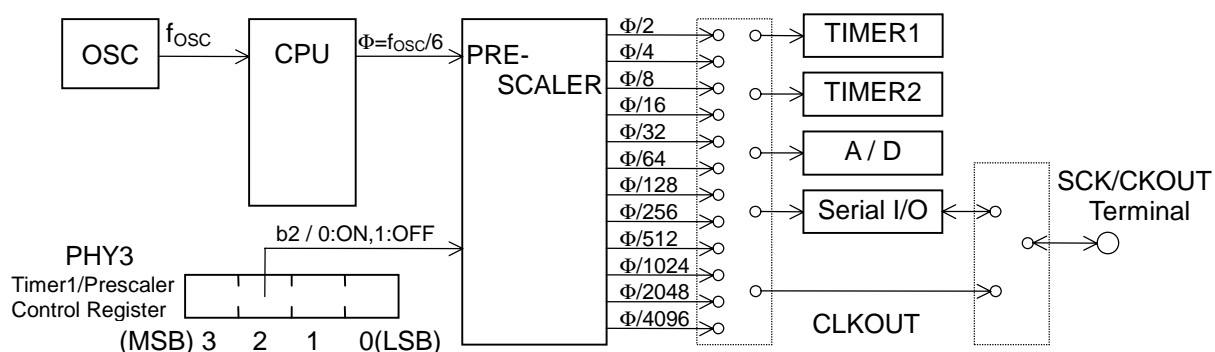 OSC
fOSC
CPU
Φ=fOSC/6
PRE-
SCALER
Φ/2
Φ/4
Φ/8
Φ/16
Φ/32
Φ/64
Φ/128
Φ/256
Φ/512
Φ/1024
Φ/2048
Φ/4096
TIMER1
TIMER2
A / D
Serial I/O
CLKOUT
SCK/CKOUT
Terminal
b2 / 0:ON,1:OFF
PHY3
Timer1/Prescaler
Control Register
(MSB) 3 2 1 0(LSB)